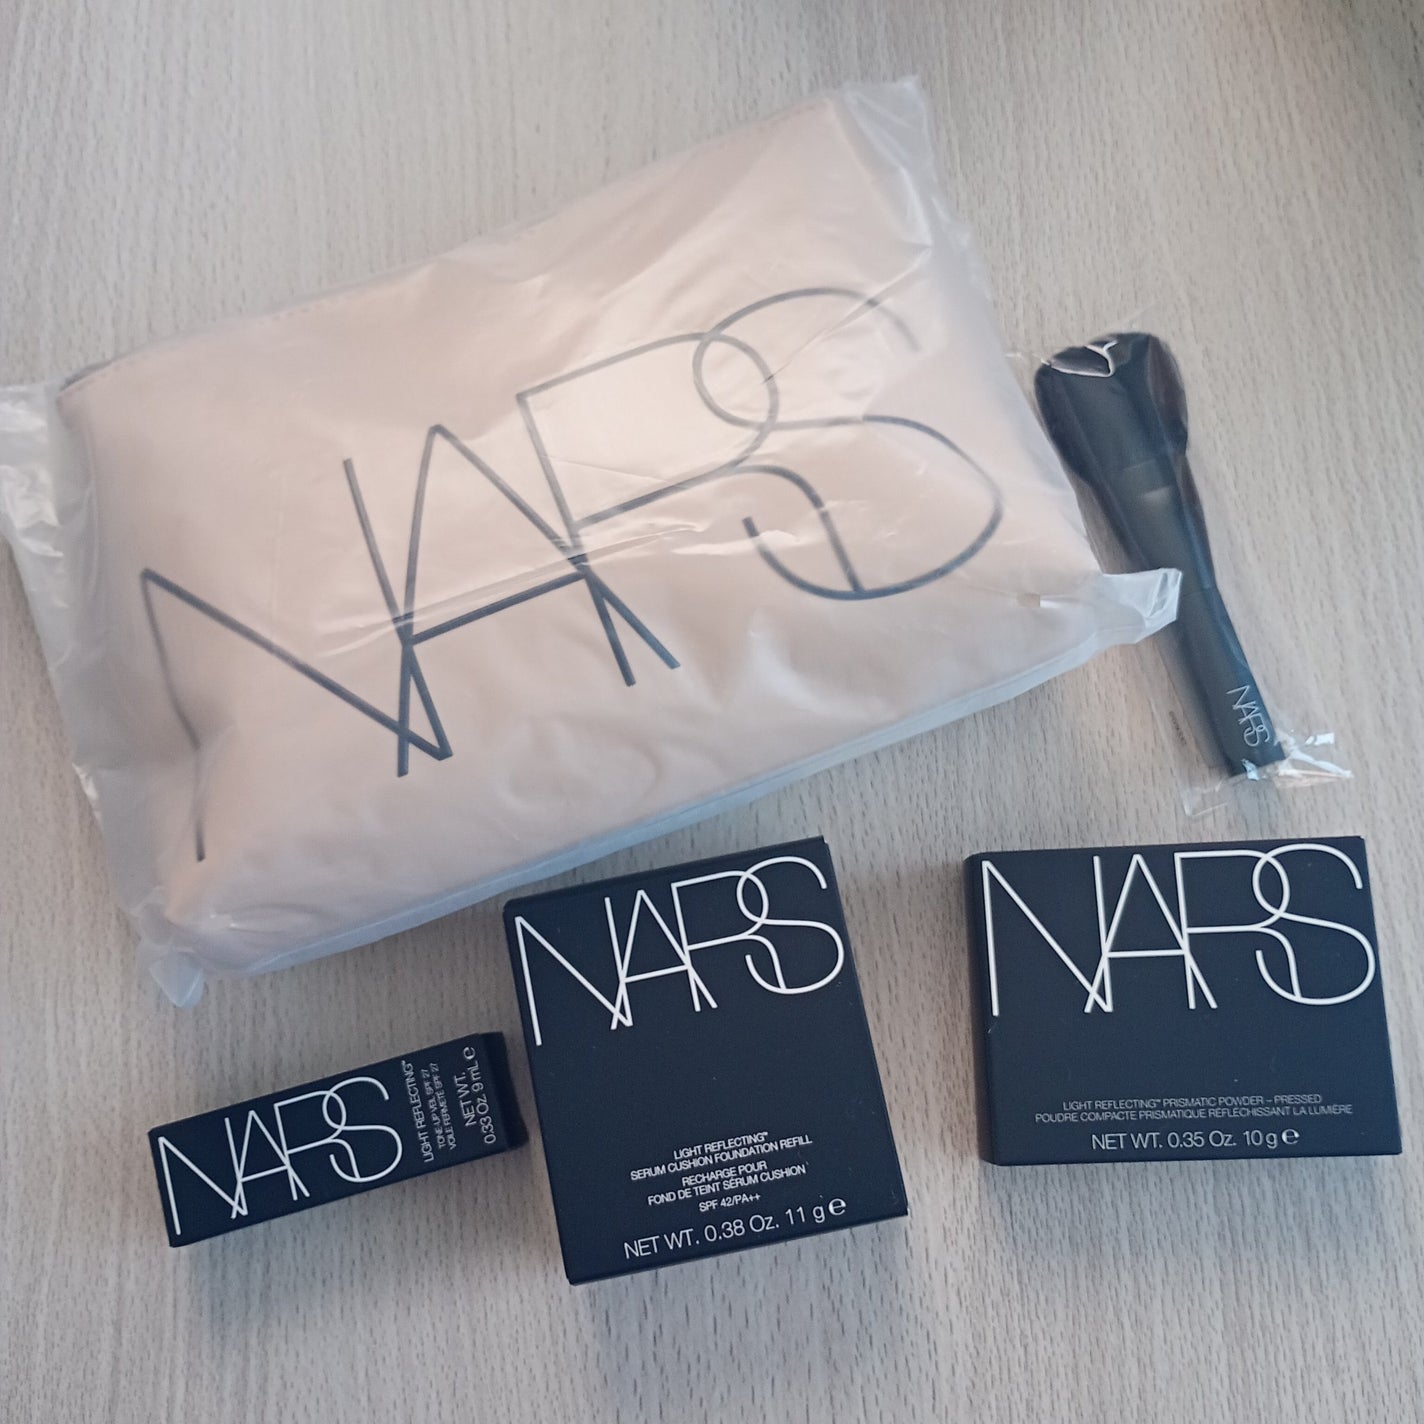 NARS
NARS
NARS
LIGHT REFLECTING™
TONE-UP VEIL SPF 27
VOILE FERMETÉ SPF 27
NET WT.
0.33 Oz. 9 mL e
NARS
LIGHT REFLECTING™
SERUM CUSHION FOUNDATION REFILL
RECHARGE POUR
FOND DE TEINT SÉRUM CUSHION
SPF 42/PA++
NET WT. 0.38 Oz. 11 g e
NARS
LIGHT REFLECTING™ PRISMATIC POWDER – PRESSED
POUDRE COMPACTE PRISMATIQUE RÉFLÉCHISSANT LA LUMIÈRE
NET WT. 0.35 Oz. 10 g e